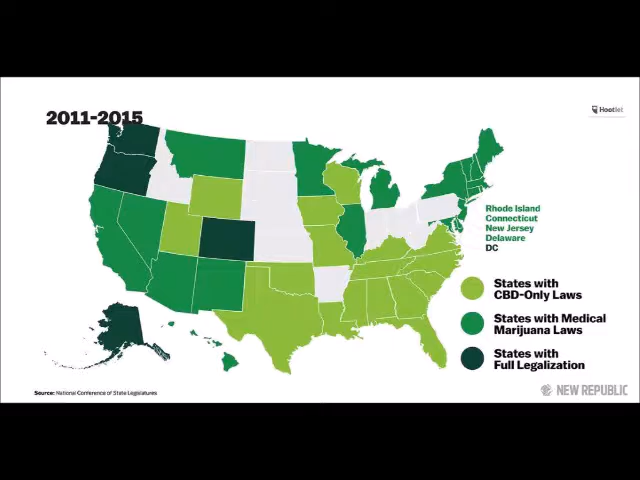 2011-2015
Hootlet
Rhode Island
Connecticut
New Jersey
Delaware
DC
States with
CBD-Only Laws
States with Medical
Marijuana Laws
States with
Full Legalization
Source: National Conference of State Legislatures
NEW REPUBLIC